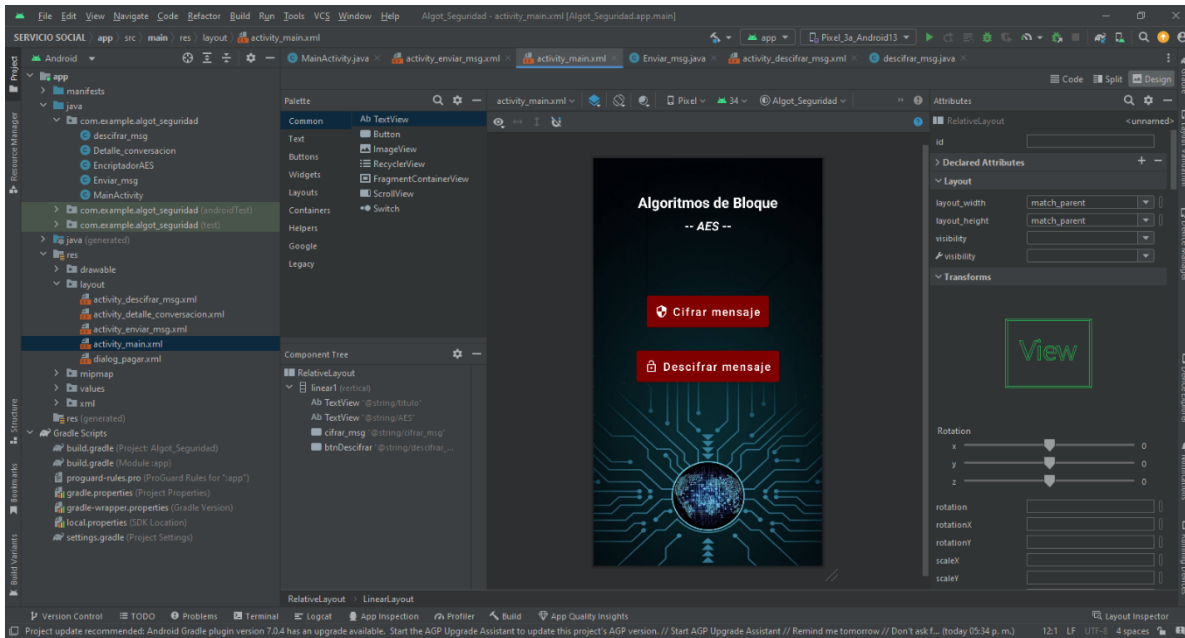 File Edit View Navigate Code Refactor Build Run Tools VCS Window Help Algot_Seguridad - activity_main.xml [Algot_Seguridad.app.main]
SERVICIO SOCIAL app src main res layout activity_main.xml
app Pixel_3a_Android13
Android
MainActivity.java activity_enviar_msg.xml activity_main.xml Enviar_msg.java activity_descifrar_msg.xml descifrar_msg.java
Code Split Design
Project
Resource Manager
Structure
Bookmarks
Build Variants
app
manifests
java
com.example.algot_seguridad
descifrar_msg
Detalle_conversacion
EncriptadorAES
Enviar_msg
MainActivity
com.example.algot_seguridad (androidTest)
com.example.algot_seguridad (test)
java (generated)
res
drawable
layout
activity_descifrar_msg.xml
activity_detalle_conversacion.xml
activity_enviar_msg.xml
activity_main.xml
dialog_pagar.xml
mipmap
values
xml
res (generated)
Gradle Scripts
build.gradle (Project: Algot_Seguridad)
build.gradle (Module :app)
proguard-rules.pro (ProGuard Rules for ":app")
gradle.properties (Project Properties)
gradle-wrapper.properties (Gradle Version)
local.properties (SDK Location)
settings.gradle (Project Settings)
Palette
Common
Text
Buttons
Widgets
Layouts
Containers
Helpers
Google
Legacy
Ab TextView
Button
ImageView
RecyclerView
FragmentContainerView
ScrollView
Switch
Component Tree
RelativeLayout
linear1 (vertical)
Ab TextView "@string/titulo"
Ab TextView "@string/AES"
cifrar_msg "@string/cifrar_msg"
btnDescifrar "@string/descifrar_...
activity_main.xml Pixel 34 Algot_Seguridad
Algoritmos de Bloque
-- AES --
Cifrar mensaje
Descifrar mensaje
Attributes
RelativeLayout <unnamed>
id
Declared Attributes
Layout
layout_width match_parent
layout_height match_parent
visibility
visibility
Transforms
View
Rotation
x 0
y 0
z 0
rotation
rotationX
rotationY
scaleX
scaleY
RelativeLayout LinearLayout
Version Control TODO Problems Terminal Logcat App Inspection Profiler Build App Quality Insights Layout Inspector
Project update recommended: Android Gradle plugin version 7.0.4 has an upgrade available. Start the AGP Upgrade Assistant to update this project's AGP version. // Start AGP Upgrade Assistant // Remind me tomorrow // Don't ask f... (today 05:34 p. m.) 12:1 LF UTF-8 4 spaces